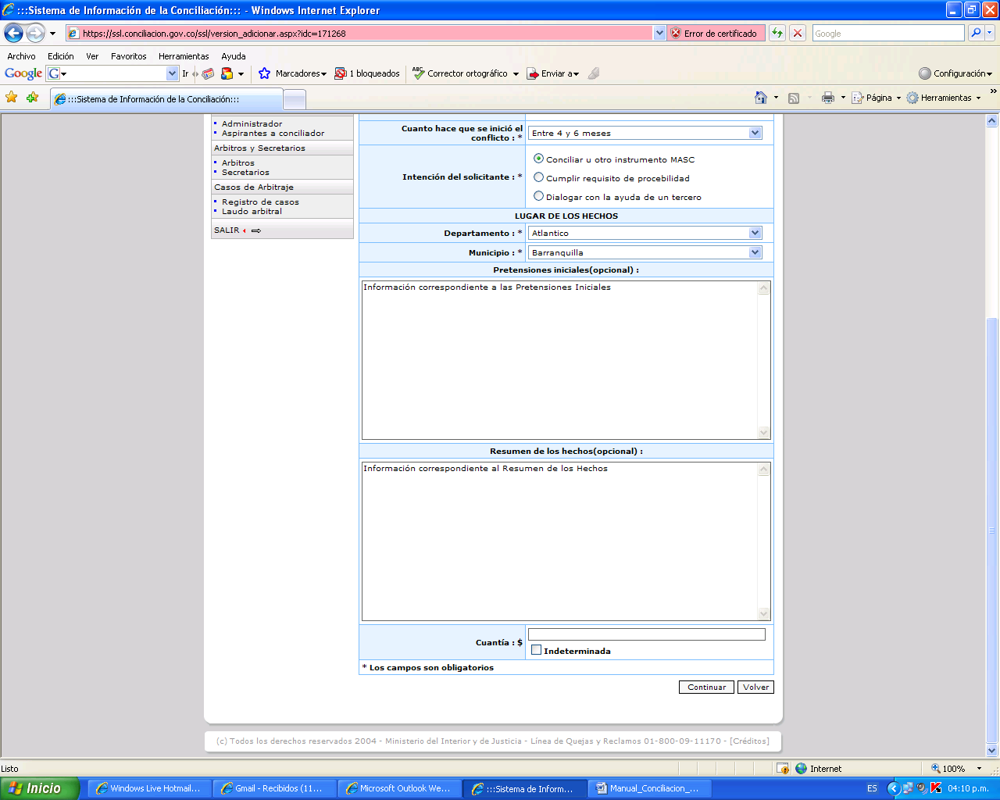 :::Sistema de Información de la Conciliación::: - Windows Internet Explorer
https://ssl.conciliacion.gov.co/ssl/version_adicionar.aspx?idc=171268
Error de certificado
Google
Archivo Edición Ver Favoritos Herramientas Ayuda
Google G Ir Marcadores 1 bloqueados ABC Corrector ortográfico Enviar a Configuración
:::Sistema de Información de la Conciliación:::
Página Herramientas »
Administrador
Aspirantes a conciliador
Arbitros y Secretarios
Arbitros
Secretarios
Casos de Arbitraje
Registro de casos
Laudo arbitral
SALIR
Cuanto hace que se inició el
conflicto : *
Entre 4 y 6 meses
Intención del solicitante : *
Conciliar u otro instrumento MASC
Cumplir requisito de procebilidad
Dialogar con la ayuda de un tercero
LUGAR DE LOS HECHOS
Departamento : * Atlantico
Municipio : * Barranquilla
Pretensiones iniciales(opcional) :
Información correspondiente a las Pretensiones Iniciales
Resumen de los hechos(opcional) :
Información correspondiente al Resumen de los Hechos
Cuantía : $
Indeterminada
* Los campos son obligatorios
Continuar Volver
(c) Todos los derechos reservados 2004 - Ministerio del Interior y de Justicia - Línea de Quejas y Reclamos 01-800-09-11170 - [Créditos]
Listo Internet 100%
Inicio Windows Live Hotmail... Gmail - Recibidos (11... Microsoft Outlook We... :::Sistema de Inform... Manual_Conciliacion_... ES 04:10 p.m.